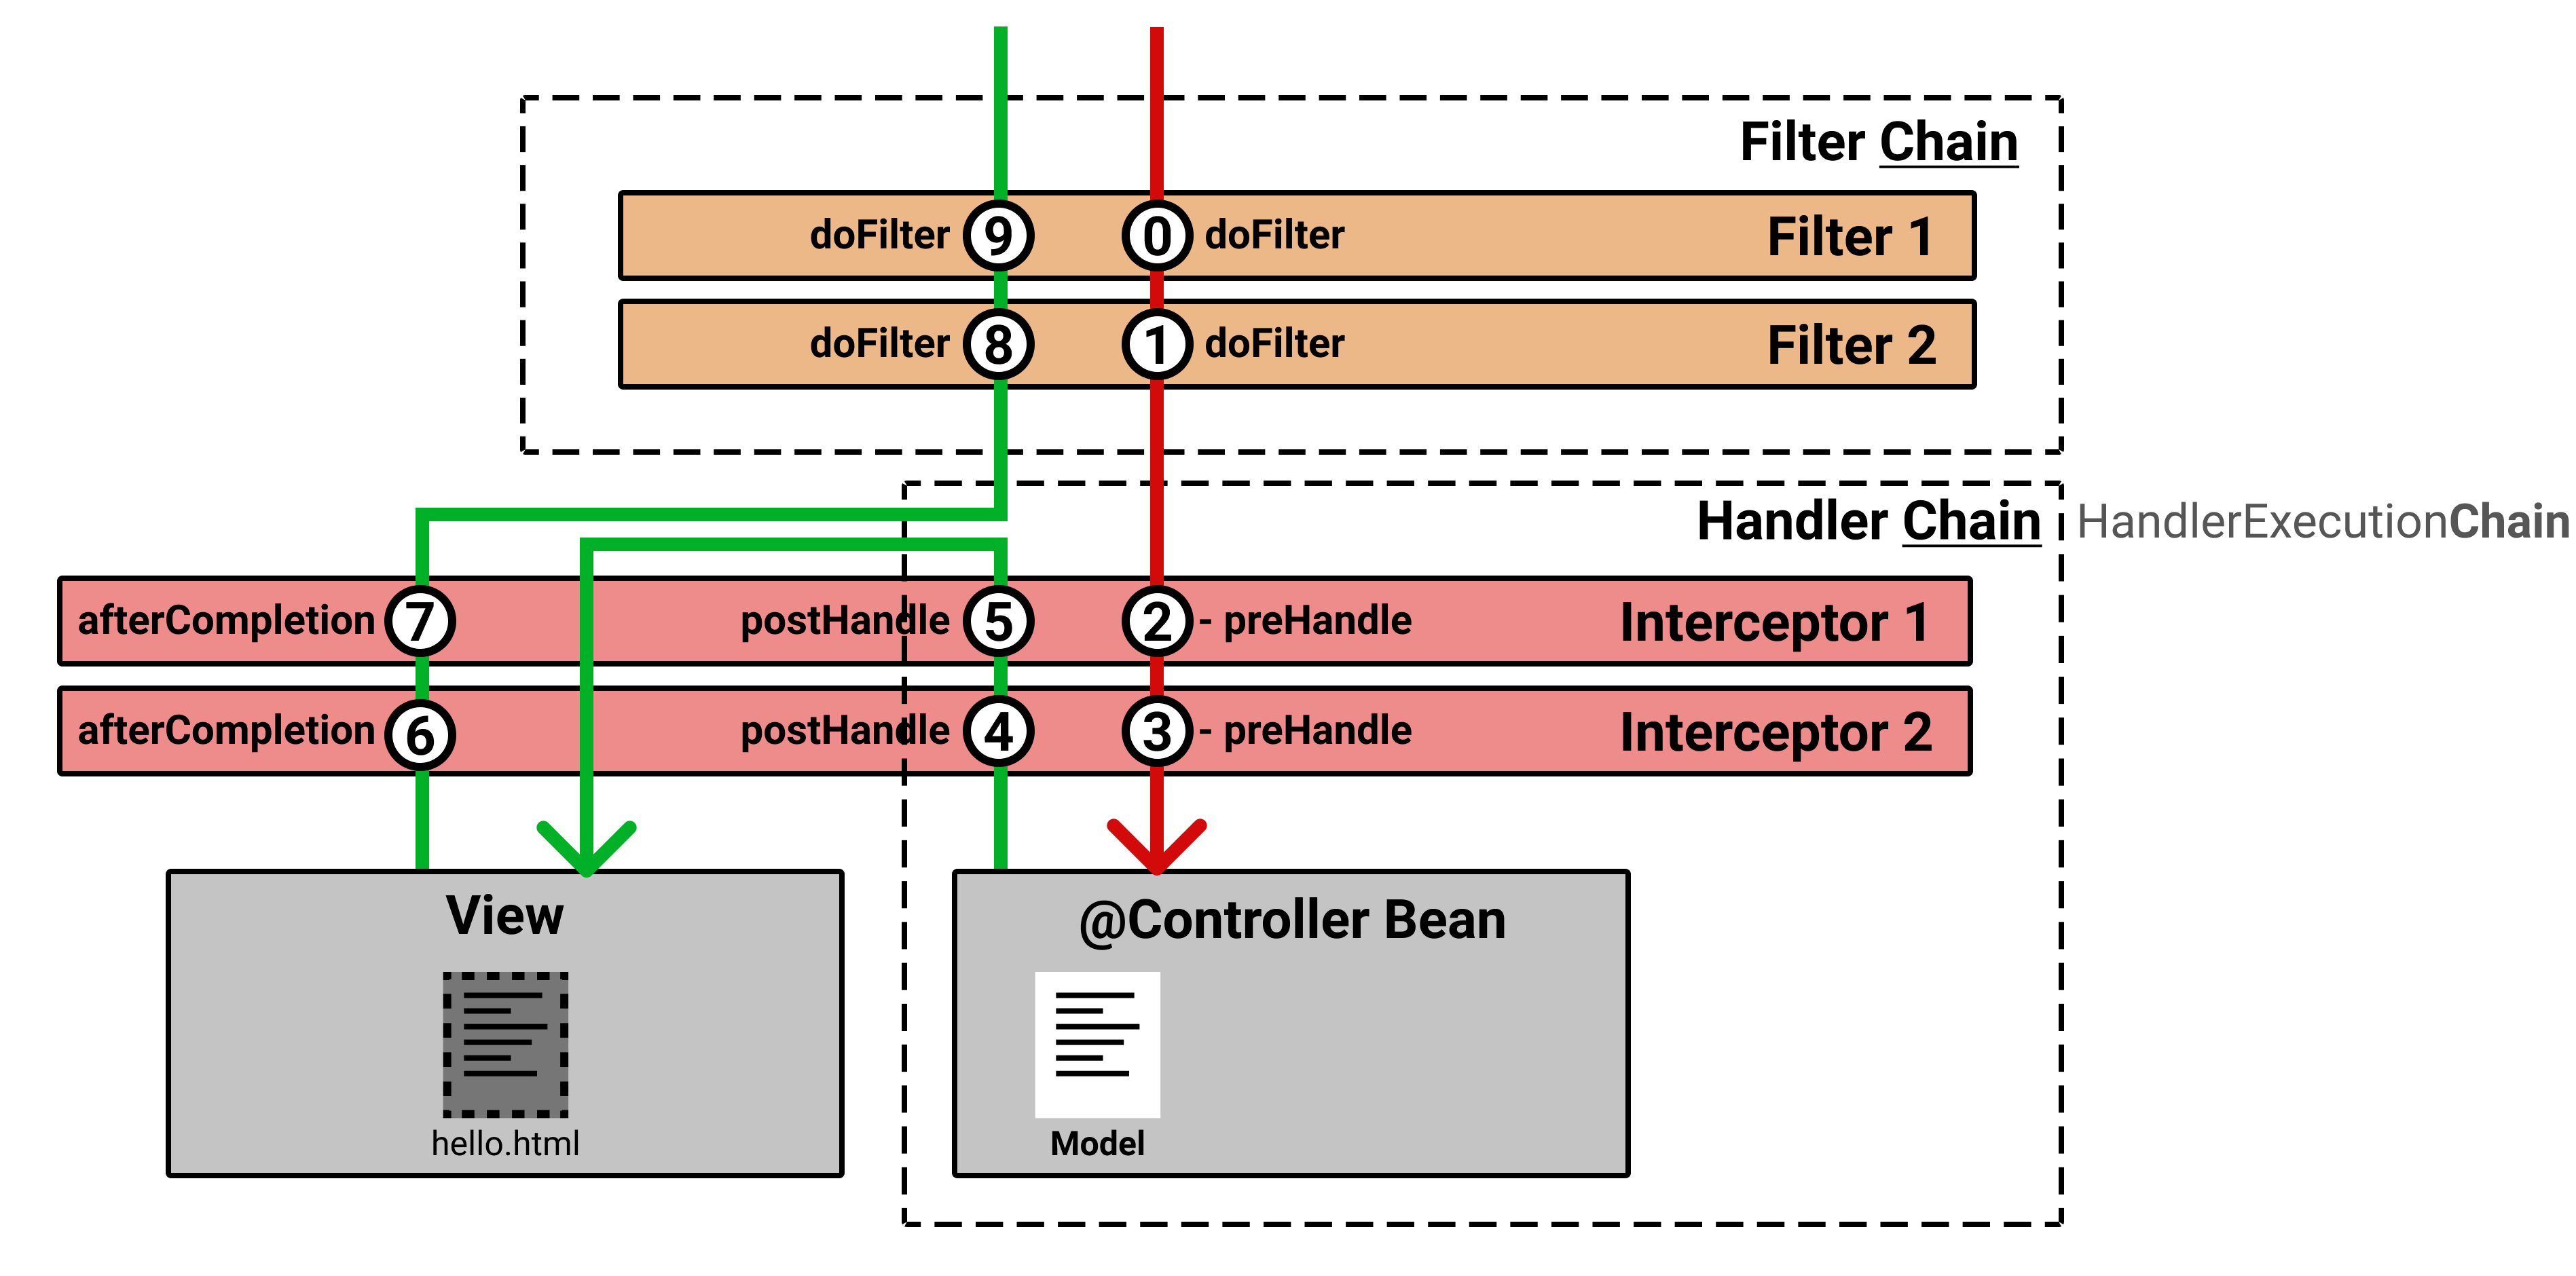 Filter Chain
doFilter 9 0 doFilter Filter 1
doFilter 8 1 doFilter Filter 2
Handler Chain HandlerExecutionChain
afterCompletion 7 postHandle 5 2 - preHandle Interceptor 1
afterCompletion 6 postHandle 4 3 - preHandle Interceptor 2
View
hello.html
@Controller Bean
Model